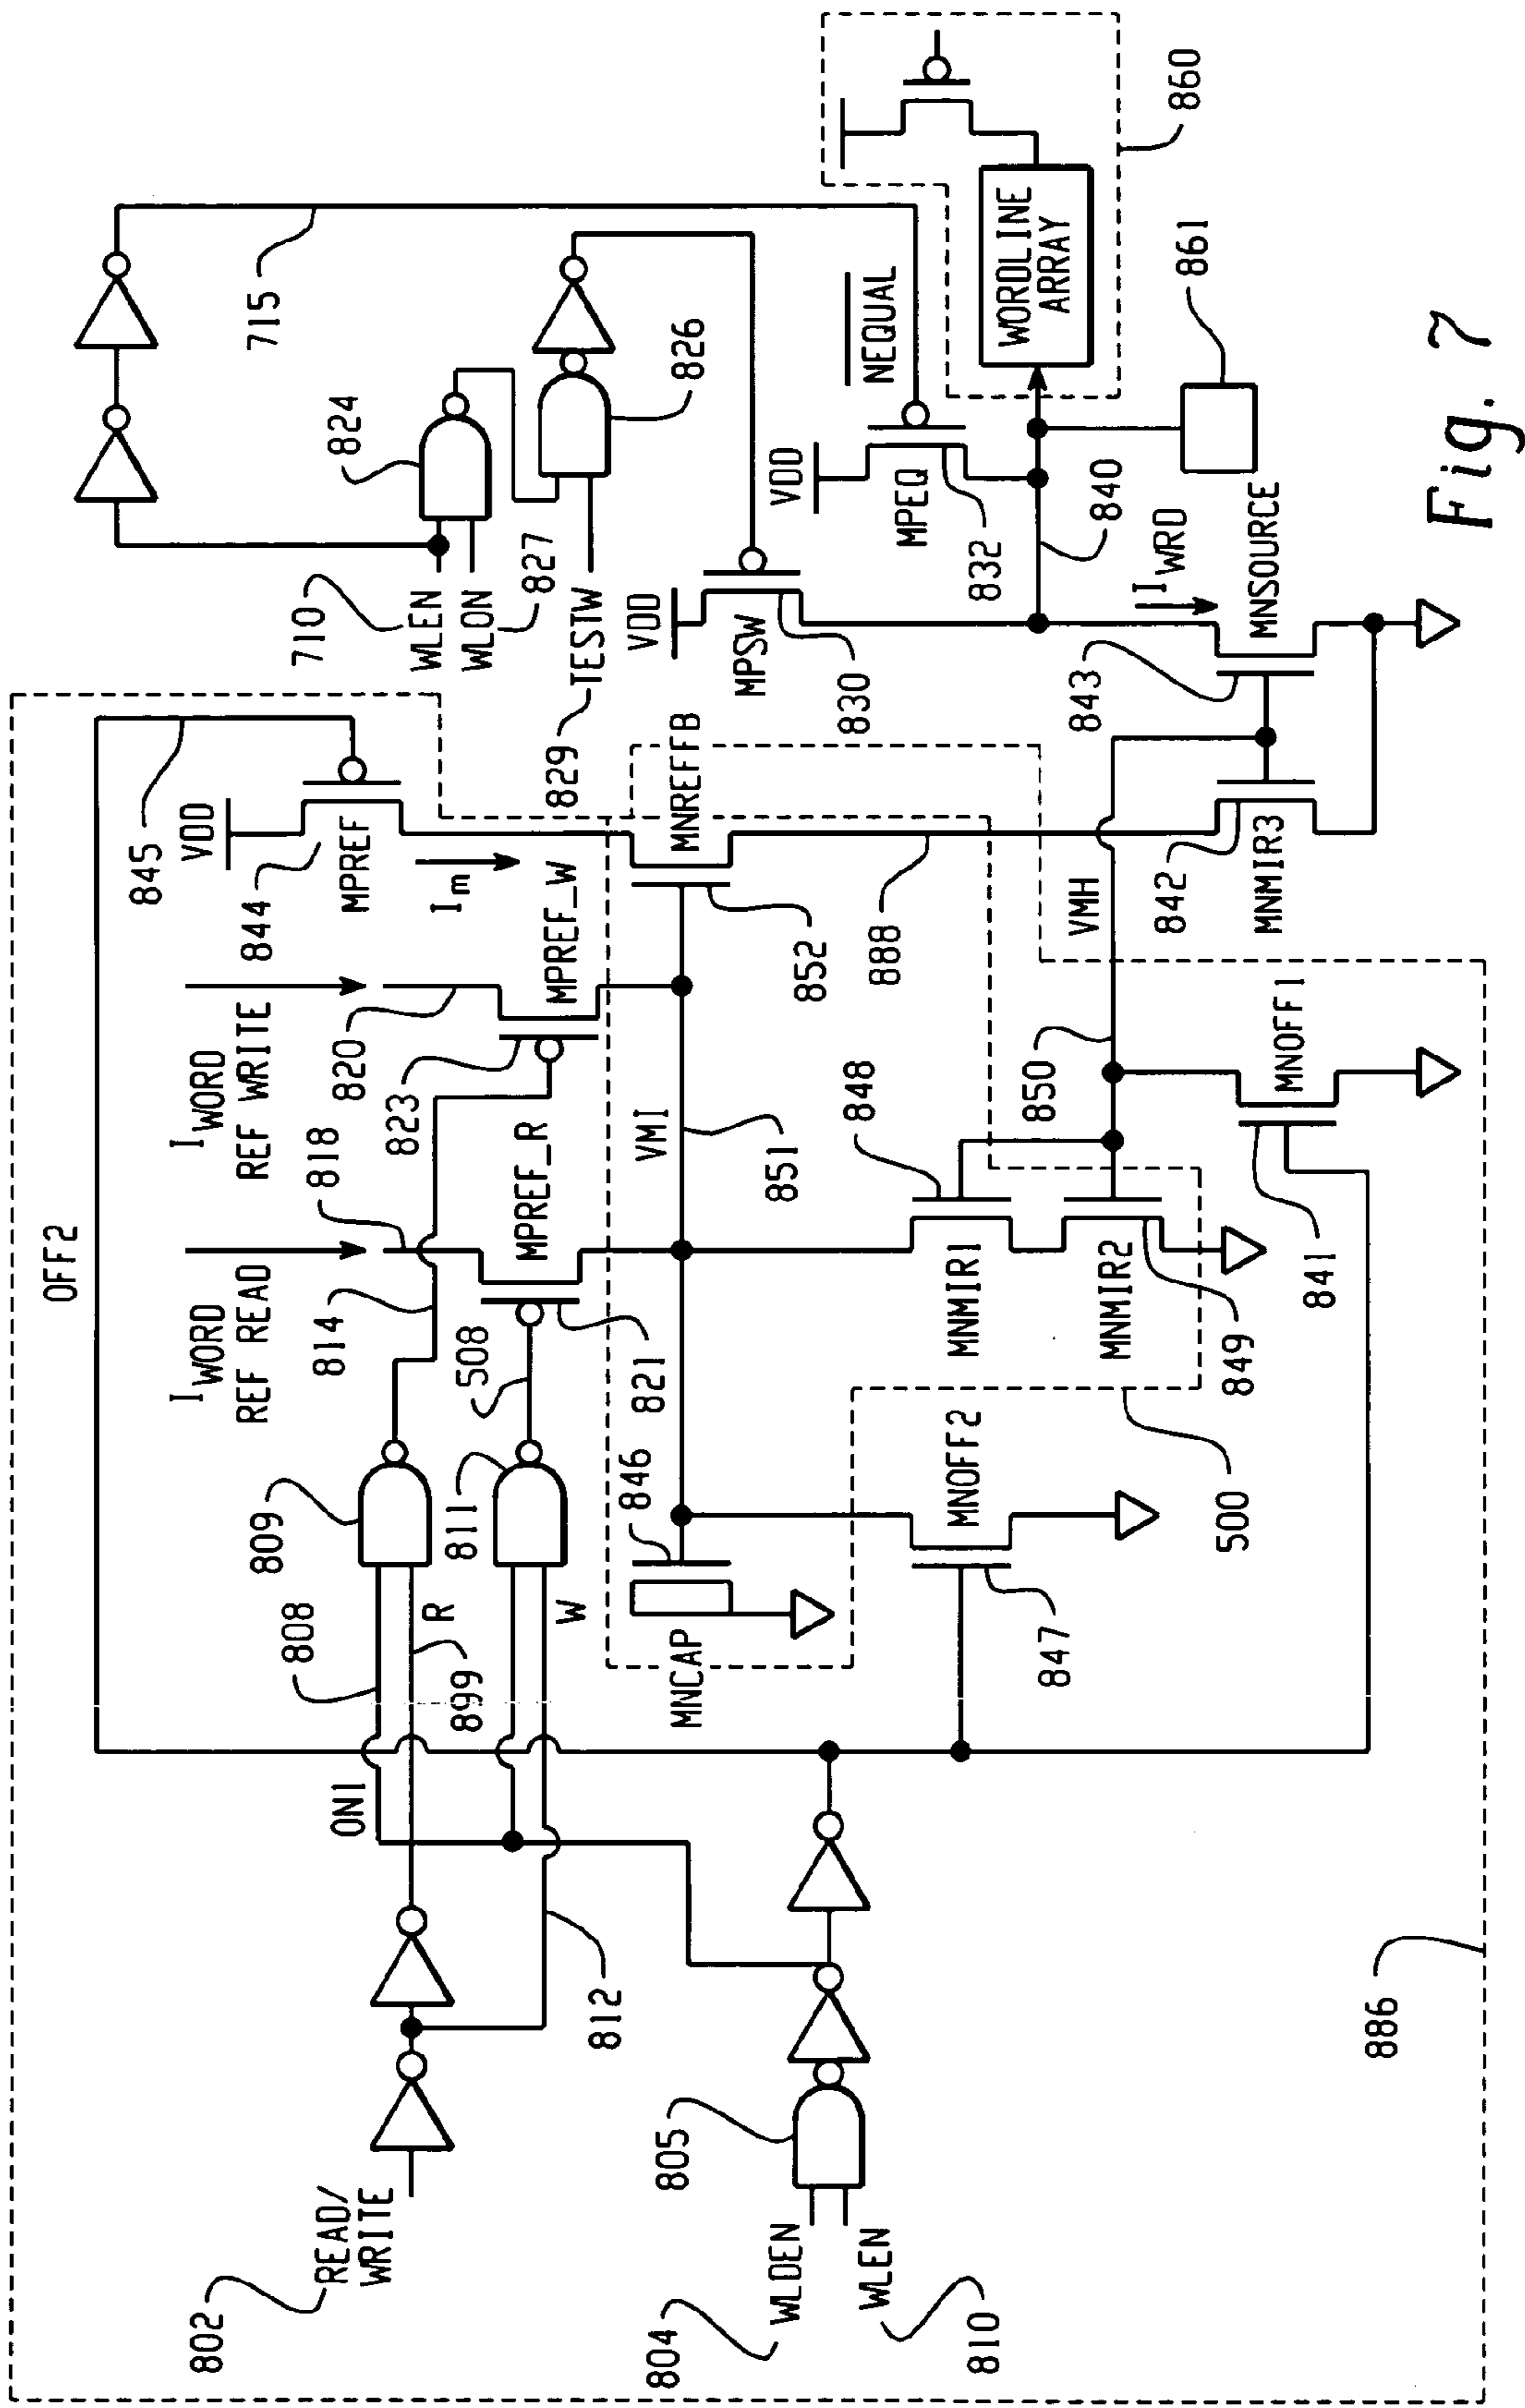 OFF2
845
VDD
844
MPREF
I m
I WORD
REF WRITE
820
823
MPREF_W
I WORD
REF READ
818
814
508
821
MPREF_R
809
811
808
899
R
W
ON1
812
802
READ/
WRITE
804
WLDEN
WLEN
810
805
886
MNCAP
846
VMI
851
MNREFFB
852
888
848
MNMIR1
MNMIR2
849
850
VMH
MNOFF1
841
MNOFF2
847
500
842
MNMIR3
843
MNSOURCE
I WRD
840
VDD
MPSW
830
VDD
MPEQ
832
NEQUAL
710
WLEN
WLON
827
829
TESTW
824
826
715
WORDLINE
ARRAY
860
861
Fig. 7